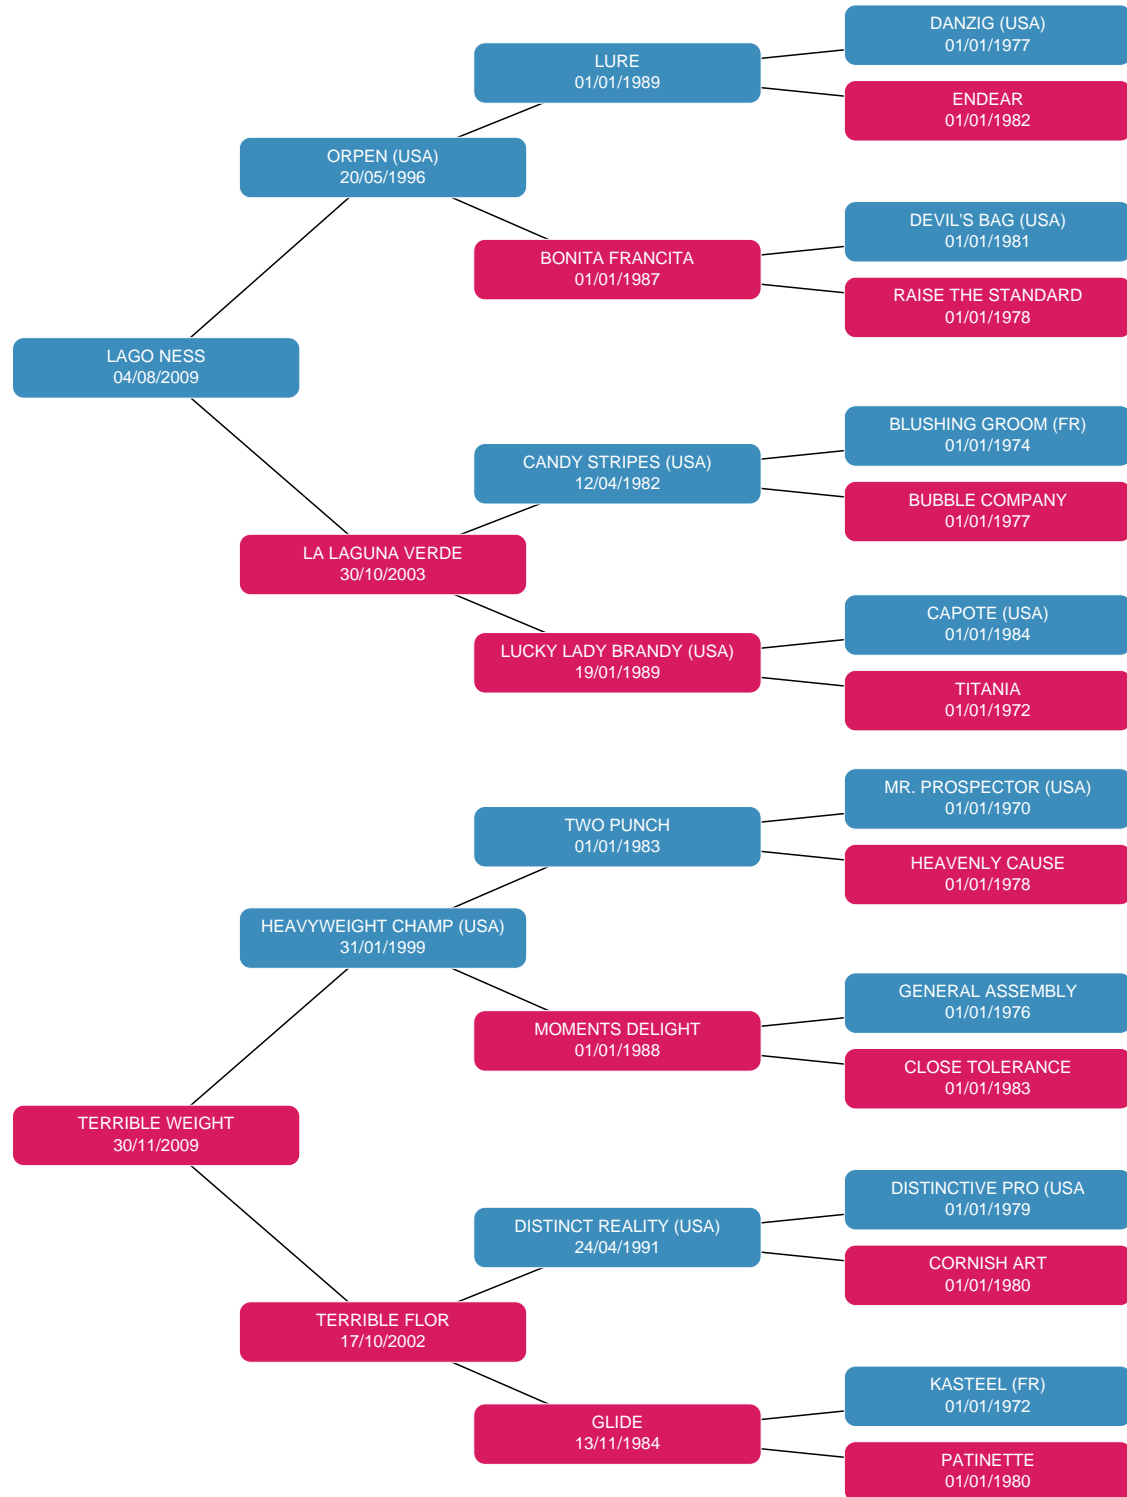 DANZIG (USA)
01/01/1977
LURE
01/01/1989
ENDEAR
01/01/1982
ORPEN (USA)
20/05/1996
DEVIL'S BAG (USA)
01/01/1981
BONITA FRANCITA
01/01/1987
RAISE THE STANDARD
01/01/1978
LAGO NESS
04/08/2009
BLUSHING GROOM (FR)
01/01/1974
CANDY STRIPES (USA)
12/04/1982
BUBBLE COMPANY
01/01/1977
LA LAGUNA VERDE
30/10/2003
CAPOTE (USA)
01/01/1984
LUCKY LADY BRANDY (USA)
19/01/1989
TITANIA
01/01/1972
MR. PROSPECTOR (USA)
01/01/1970
TWO PUNCH
01/01/1983
HEAVENLY CAUSE
01/01/1978
HEAVYWEIGHT CHAMP (USA)
31/01/1999
GENERAL ASSEMBLY
01/01/1976
MOMENTS DELIGHT
01/01/1988
CLOSE TOLERANCE
01/01/1983
TERRIBLE WEIGHT
30/11/2009
DISTINCTIVE PRO (USA
01/01/1979
DISTINCT REALITY (USA)
24/04/1991
CORNISH ART
01/01/1980
TERRIBLE FLOR
17/10/2002
KASTEEL (FR)
01/01/1972
GLIDE
13/11/1984
PATINETTE
01/01/1980